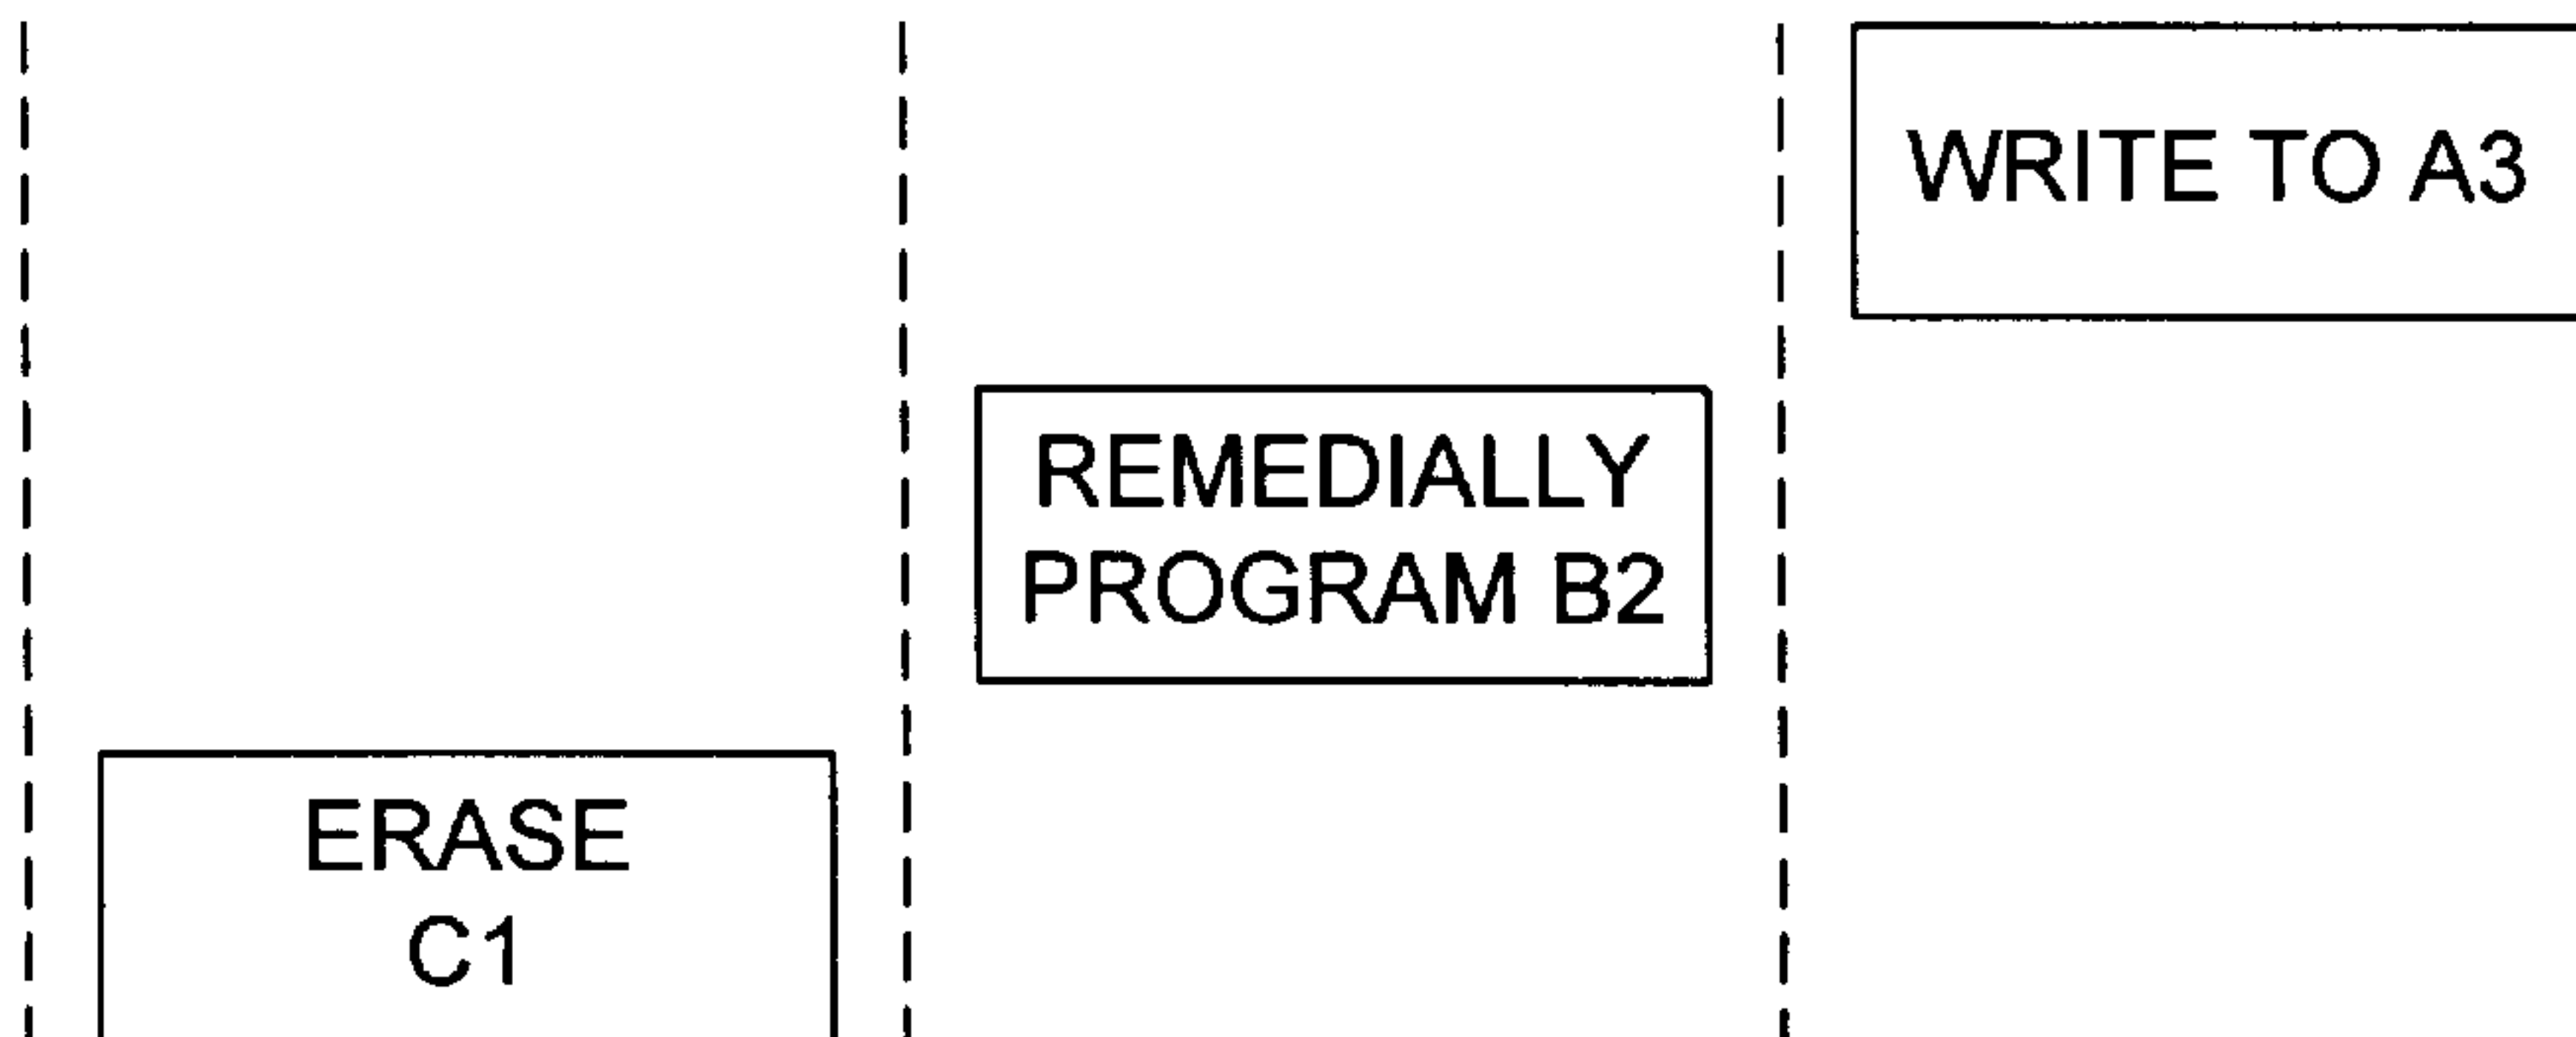 WRITE TO A3
REMEDIALLY
PROGRAM B2
ERASE
C1